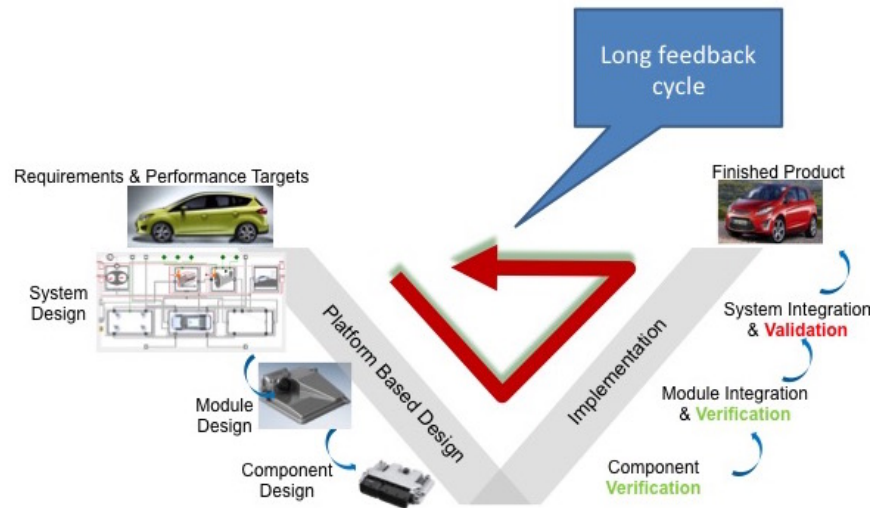 Long feedback
cycle
Requirements & Performance Targets
Finished Product
System
Design
Platform Based Design
Implementation
System Integration
& Validation
Module
Design
Module Integration
& Verification
Component
Design
Component
Verification